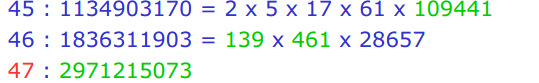 45 : 1134903170 = 2 x 5 x 17 x 61 x 109441
46 : 1836311903 = 139 x 461 x 28657
47 : 2971215073